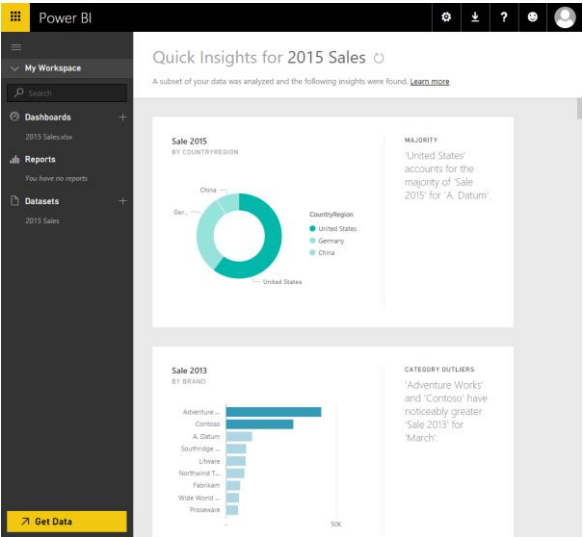 Power BI
?
My Workspace
Search
Dashboards
2015 Sales.xlsx
Reports
You have no reports
Datasets
2015 Sales
Get Data
Quick Insights for 2015 Sales
A subset of your data was analyzed and the following insights were found. Learn more
Sale 2015
BY COUNTRYREGION
China
Ger...
United States
CountryRegion
United States
Germany
China
MAJORITY
'United States'
accounts for the
majority of 'Sale
2015' for 'A. Datum'.
Sale 2013
BY BRAND
Adventure ...
Contoso
A. Datum
Southridge ...
Litware
Northwind T...
Fabrikam
Wide World ...
Proseware
-
50K
CATEGORY OUTLIERS
'Adventure Works'
and 'Contoso' have
noticeably greater
'Sale 2013' for
'March'.